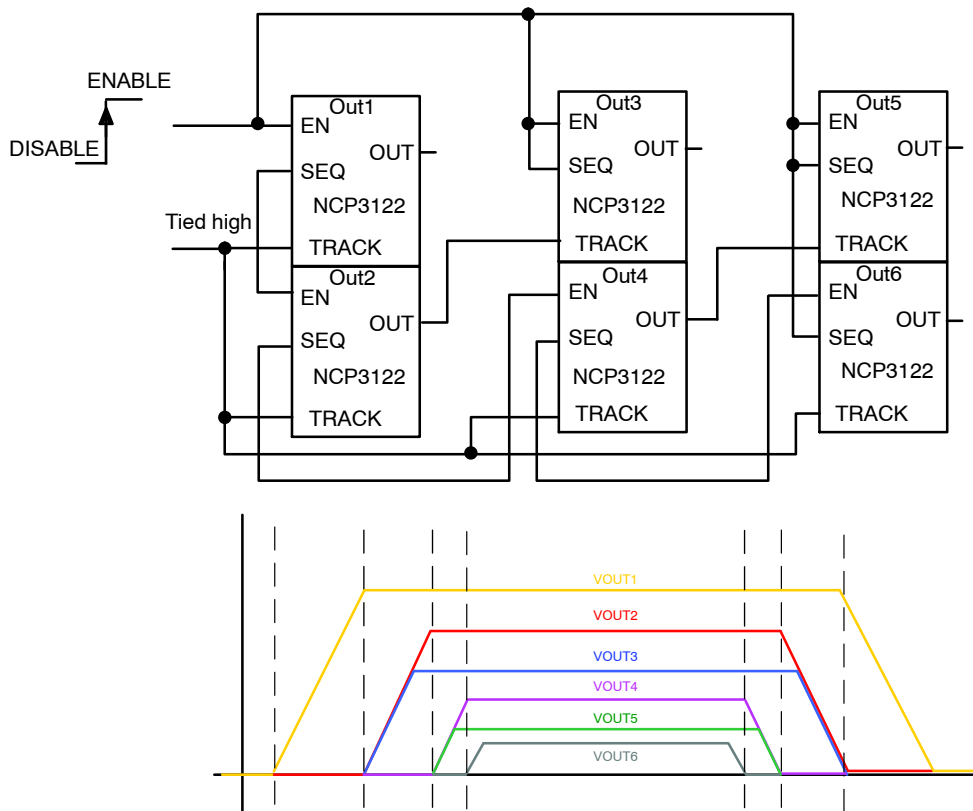 ENABLE
DISABLE
Tied high
Out1
EN
OUT
SEQ
NCP3122
TRACK
Out2
EN
OUT
SEQ
NCP3122
TRACK
Out3
EN
OUT
SEQ
NCP3122
TRACK
Out4
EN
OUT
SEQ
NCP3122
TRACK
Out5
EN
OUT
SEQ
NCP3122
TRACK
Out6
EN
OUT
SEQ
NCP3122
TRACK
VOUT1
VOUT2
VOUT3
VOUT4
VOUT5
VOUT6